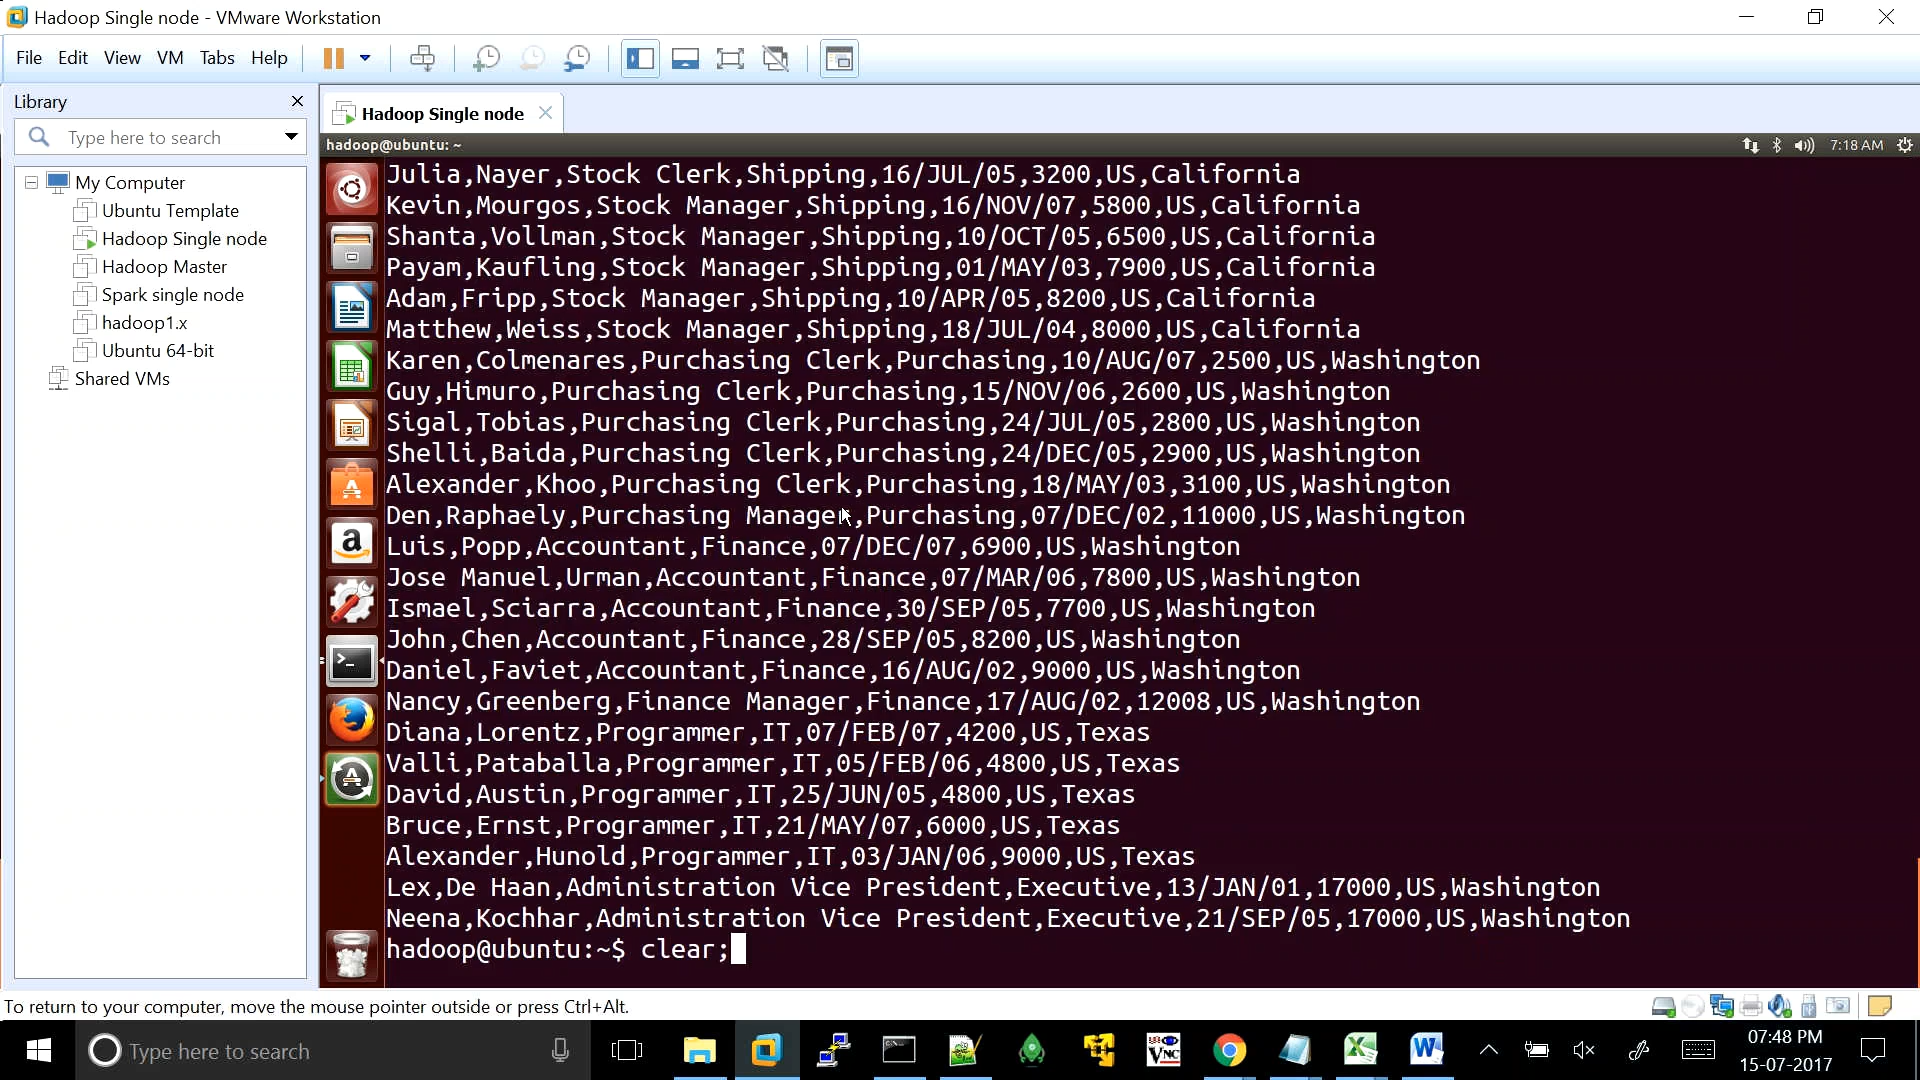 Hadoop Single node - VMware Workstation
File Edit View VM Tabs Help
Library
Type here to search
My Computer
Ubuntu Template
Hadoop Single node
Hadoop Master
Spark single node
hadoop1.x
Ubuntu 64-bit
Shared VMs
Hadoop Single node
hadoop@ubuntu: ~
7:18 AM
Julia,Nayer,Stock Clerk,Shipping,16/JUL/05,3200,US,California
Kevin,Mourgos,Stock Manager,Shipping,16/NOV/07,5800,US,California
Shanta,Vollman,Stock Manager,Shipping,10/OCT/05,6500,US,California
Payam,Kaufling,Stock Manager,Shipping,01/MAY/03,7900,US,California
Adam,Fripp,Stock Manager,Shipping,10/APR/05,8200,US,California
Matthew,Weiss,Stock Manager,Shipping,18/JUL/04,8000,US,California
Karen,Colmenares,Purchasing Clerk,Purchasing,10/AUG/07,2500,US,Washington
Guy,Himuro,Purchasing Clerk,Purchasing,15/NOV/06,2600,US,Washington
Sigal,Tobias,Purchasing Clerk,Purchasing,24/JUL/05,2800,US,Washington
Shelli,Baida,Purchasing Clerk,Purchasing,24/DEC/05,2900,US,Washington
Alexander,Khoo,Purchasing Clerk,Purchasing,18/MAY/03,3100,US,Washington
Den,Raphaely,Purchasing Manager,Purchasing,07/DEC/02,11000,US,Washington
Luis,Popp,Accountant,Finance,07/DEC/07,6900,US,Washington
Jose Manuel,Urman,Accountant,Finance,07/MAR/06,7800,US,Washington
Ismael,Sciarra,Accountant,Finance,30/SEP/05,7700,US,Washington
John,Chen,Accountant,Finance,28/SEP/05,8200,US,Washington
Daniel,Faviet,Accountant,Finance,16/AUG/02,9000,US,Washington
Nancy,Greenberg,Finance Manager,Finance,17/AUG/02,12008,US,Washington
Diana,Lorentz,Programmer,IT,07/FEB/07,4200,US,Texas
Valli,Pataballa,Programmer,IT,05/FEB/06,4800,US,Texas
David,Austin,Programmer,IT,25/JUN/05,4800,US,Texas
Bruce,Ernst,Programmer,IT,21/MAY/07,6000,US,Texas
Alexander,Hunold,Programmer,IT,03/JAN/06,9000,US,Texas
Lex,De Haan,Administration Vice President,Executive,13/JAN/01,17000,US,Washington
Neena,Kochhar,Administration Vice President,Executive,21/SEP/05,17000,US,Washington
hadoop@ubuntu:~$ clear;
To return to your computer, move the mouse pointer outside or press Ctrl+Alt.
Type here to search
07:48 PM
15-07-2017